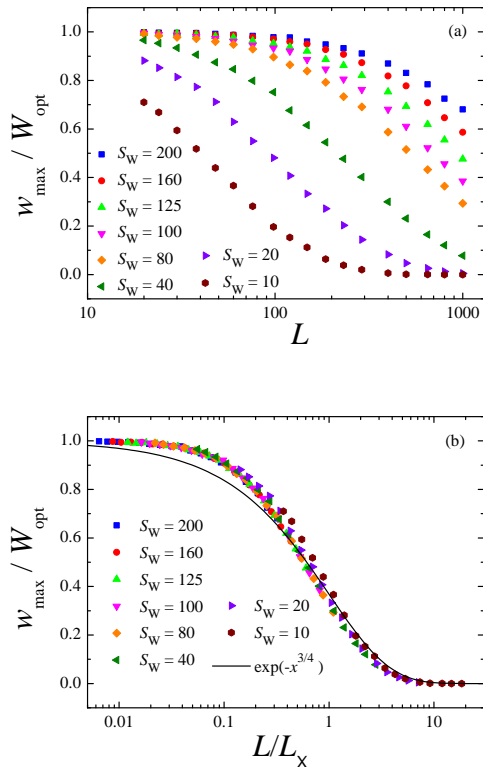 (a)
1.0
0.8
0.6
0.4
0.2
0.0
w_max / W_opt
S_W = 200
S_W = 160
S_W = 125
S_W = 100
S_W = 80
S_W = 40
S_W = 20
S_W = 10
10 100 1000
L
(b)
1.0
0.8
0.6
0.4
0.2
0.0
w_max / W_opt
S_W = 200
S_W = 160
S_W = 125
S_W = 100
S_W = 80
S_W = 40
S_W = 20
S_W = 10
exp(-x^{3/4})
0.01 0.1 1 10
L/L_X